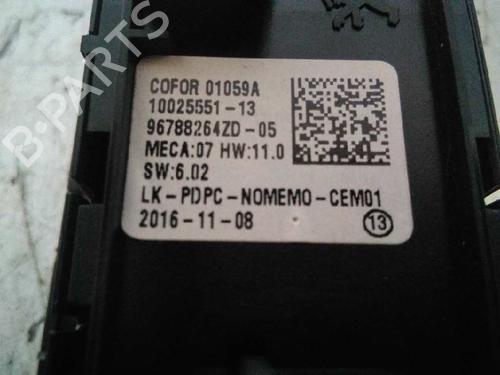 B-PARTS
COFOR 01059A
10025551-13
96788264ZD-05
MECA:07 HW:11.0
SW:6.02
LK-PDPC-NOMEMO-CEM01
2016-11-08
13